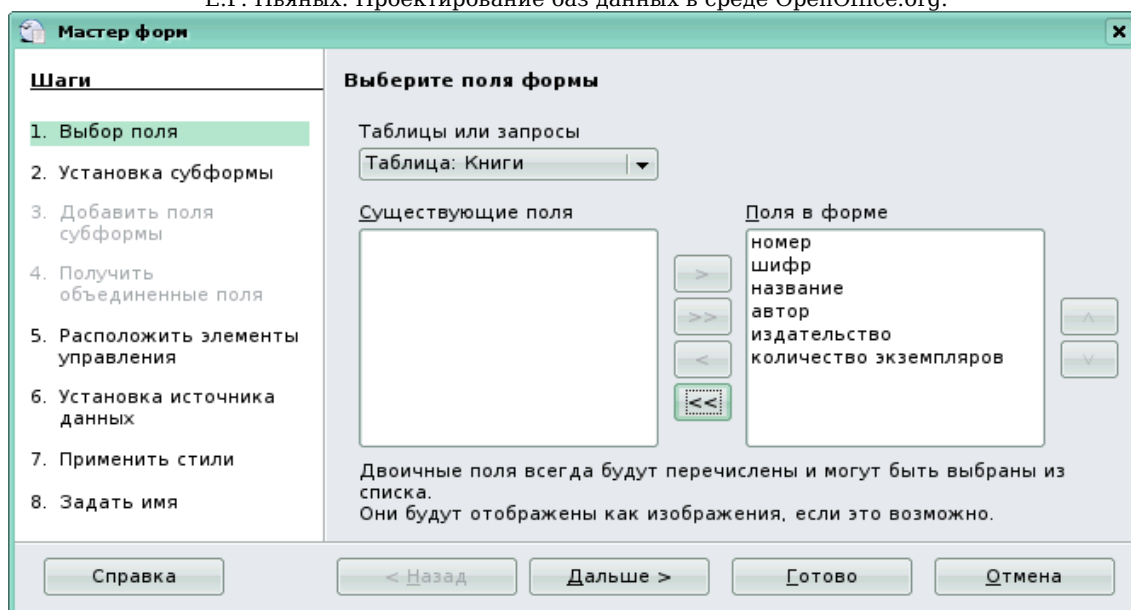 Е.Г. Пьяных. Проектирование баз данных в среде OpenOffice.org.
Мастер форм
Шаги
1. Выбор поля
2. Установка субформы
3. Добавить поля
субформы
4. Получить
объединенные поля
5. Расположить элементы
управления
6. Установка источника
данных
7. Применить стили
8. Задать имя
Выберите поля формы
Таблицы или запросы
Таблица: Книги
Существующие поля
>
>>
<
<<
Поля в форме
номер
шифр
название
автор
издательство
количество экземпляров
Двоичные поля всегда будут перечислены и могут быть выбраны из
списка.
Они будут отображены как изображения, если это возможно.
Справка
< Назад
Дальше >
Готово
Отмена